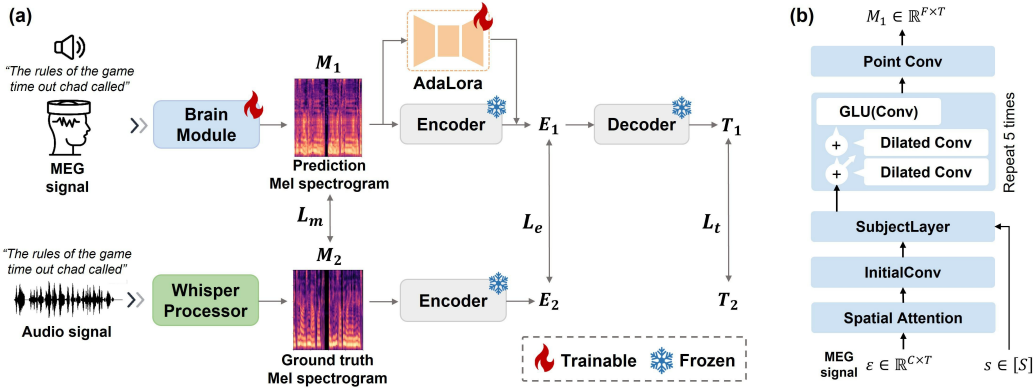 (a)
“The rules of the game
time out chad called”
MEG
signal
Brain
Module
M₁
Prediction
Mel spectrogram
AdaLora
Encoder
E₁
Decoder
T₁
Lₘ
Lₑ
Lₜ
“The rules of the game
time out chad called”
Audio signal
Whisper
Processor
M₂
Ground truth
Mel spectrogram
Encoder
E₂
T₂
Trainable
Frozen
(b)
M₁ ∈ ℝ^{F×T}
Point Conv
GLU(Conv)
+
Dilated Conv
+
Dilated Conv
Repeat 5 times
SubjectLayer
InitialConv
Spatial Attention
MEG
signal
ε ∈ ℝ^{C×T}
s ∈ [S]